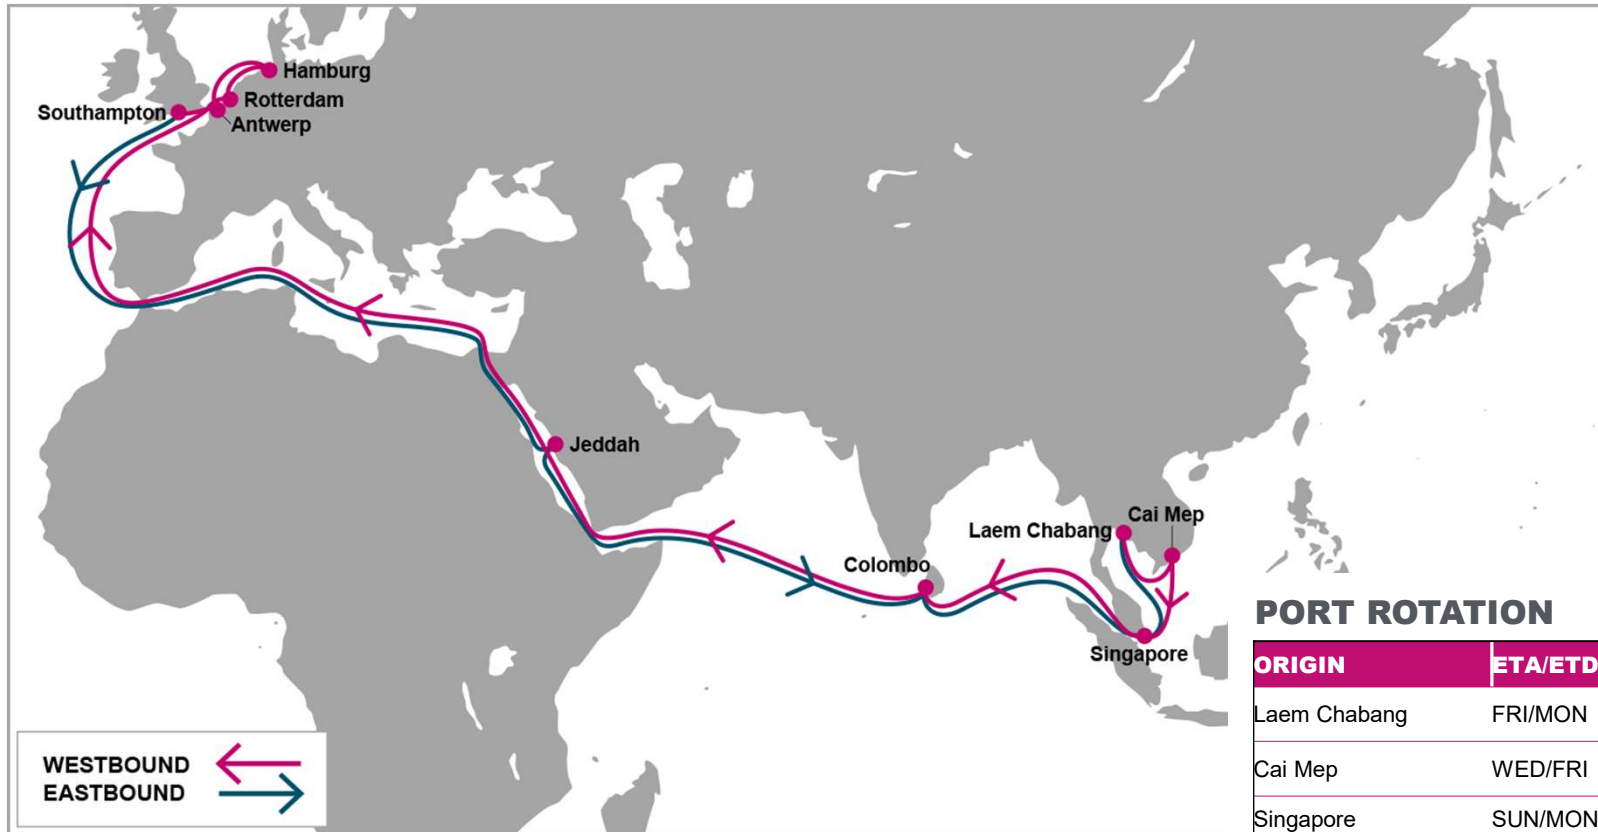 Hamburg
Rotterdam
Southampton
Antwerp
Jeddah
Cai Mep
Laem Chabang
Colombo
Singapore
WESTBOUND
EASTBOUND
PORT ROTATION
ORIGIN ETA/ETD
Laem Chabang FRI/MON
Cai Mep WED/FRI
Singapore SUN/MON